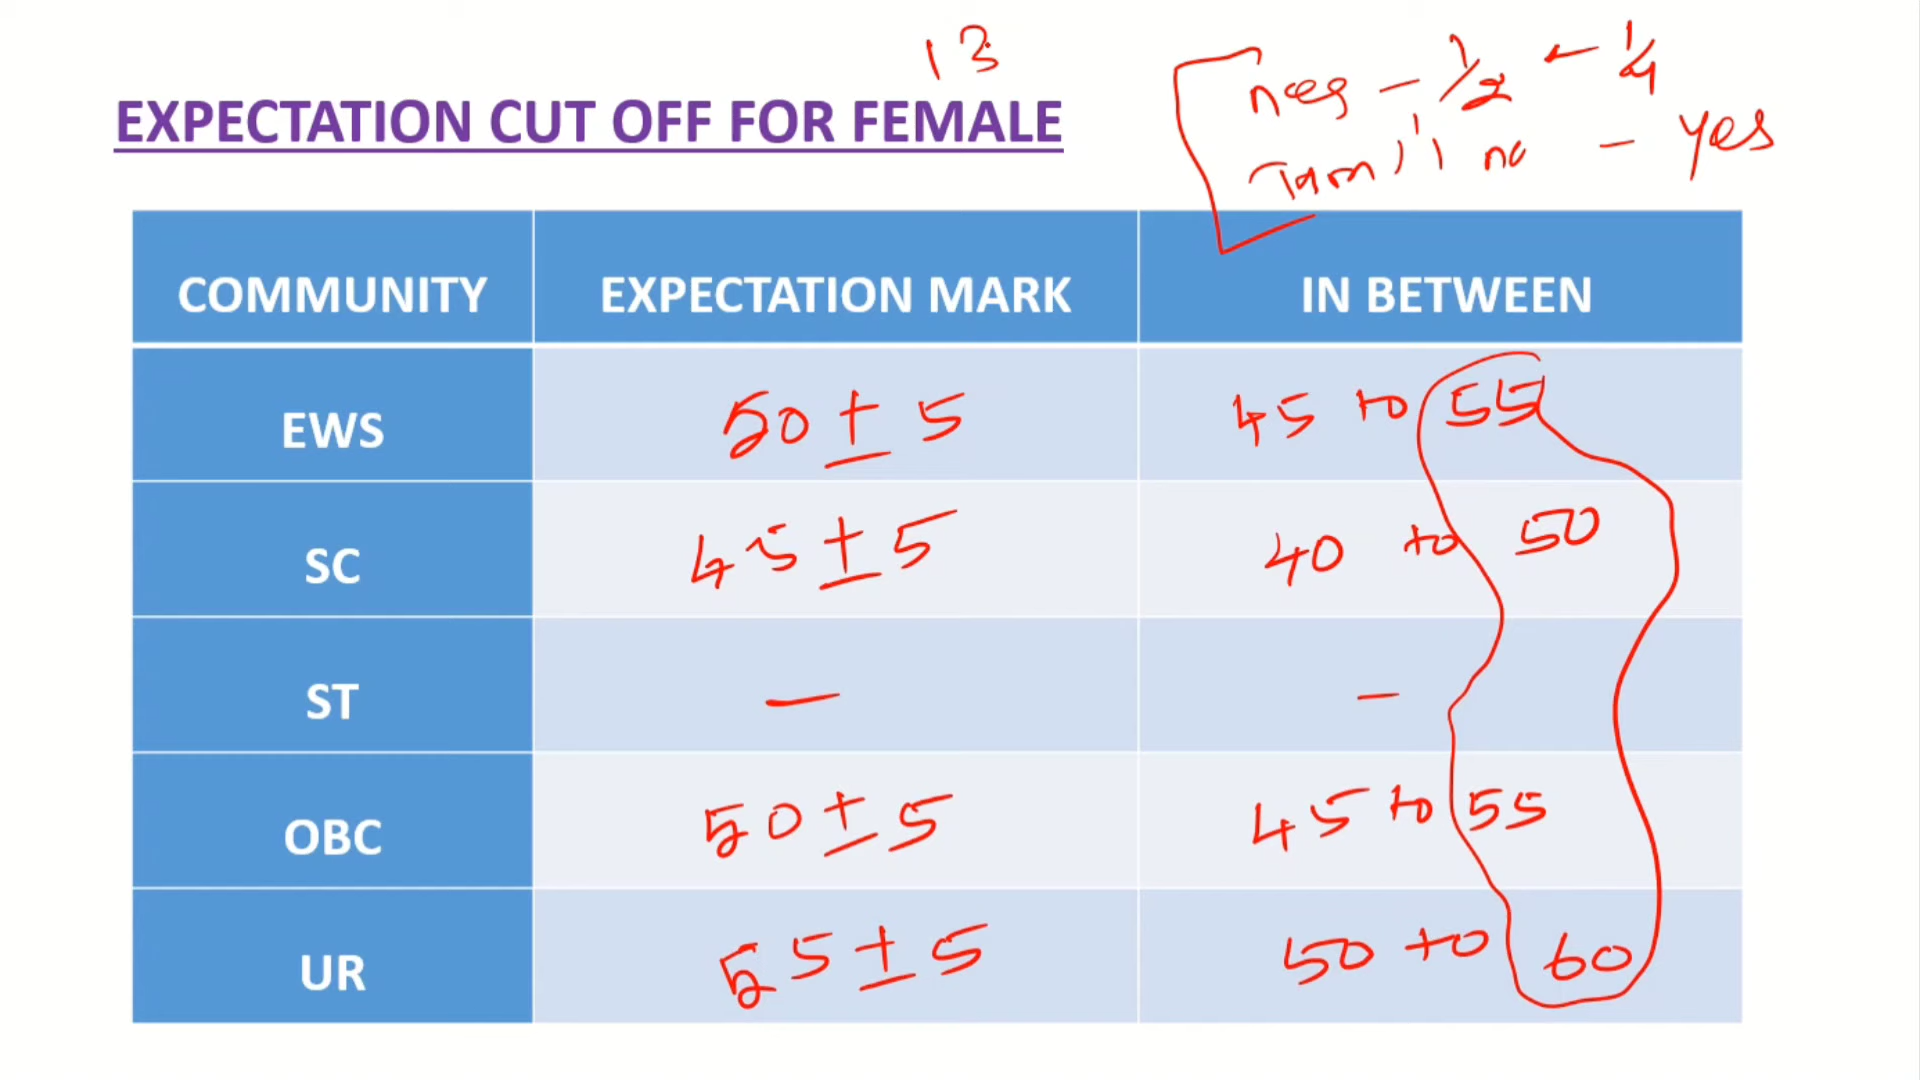 13
neg - 1/2 ← 1/4
EXPECTATION CUT OFF FOR FEMALE
Tamil no - yes
COMMUNITY EXPECTATION MARK IN BETWEEN
EWS 50 ± 5 45 to 55
SC 45 ± 5 40 to 50
ST — -
OBC 50 ± 5 45 to 55
UR 55 ± 5 50 to 60